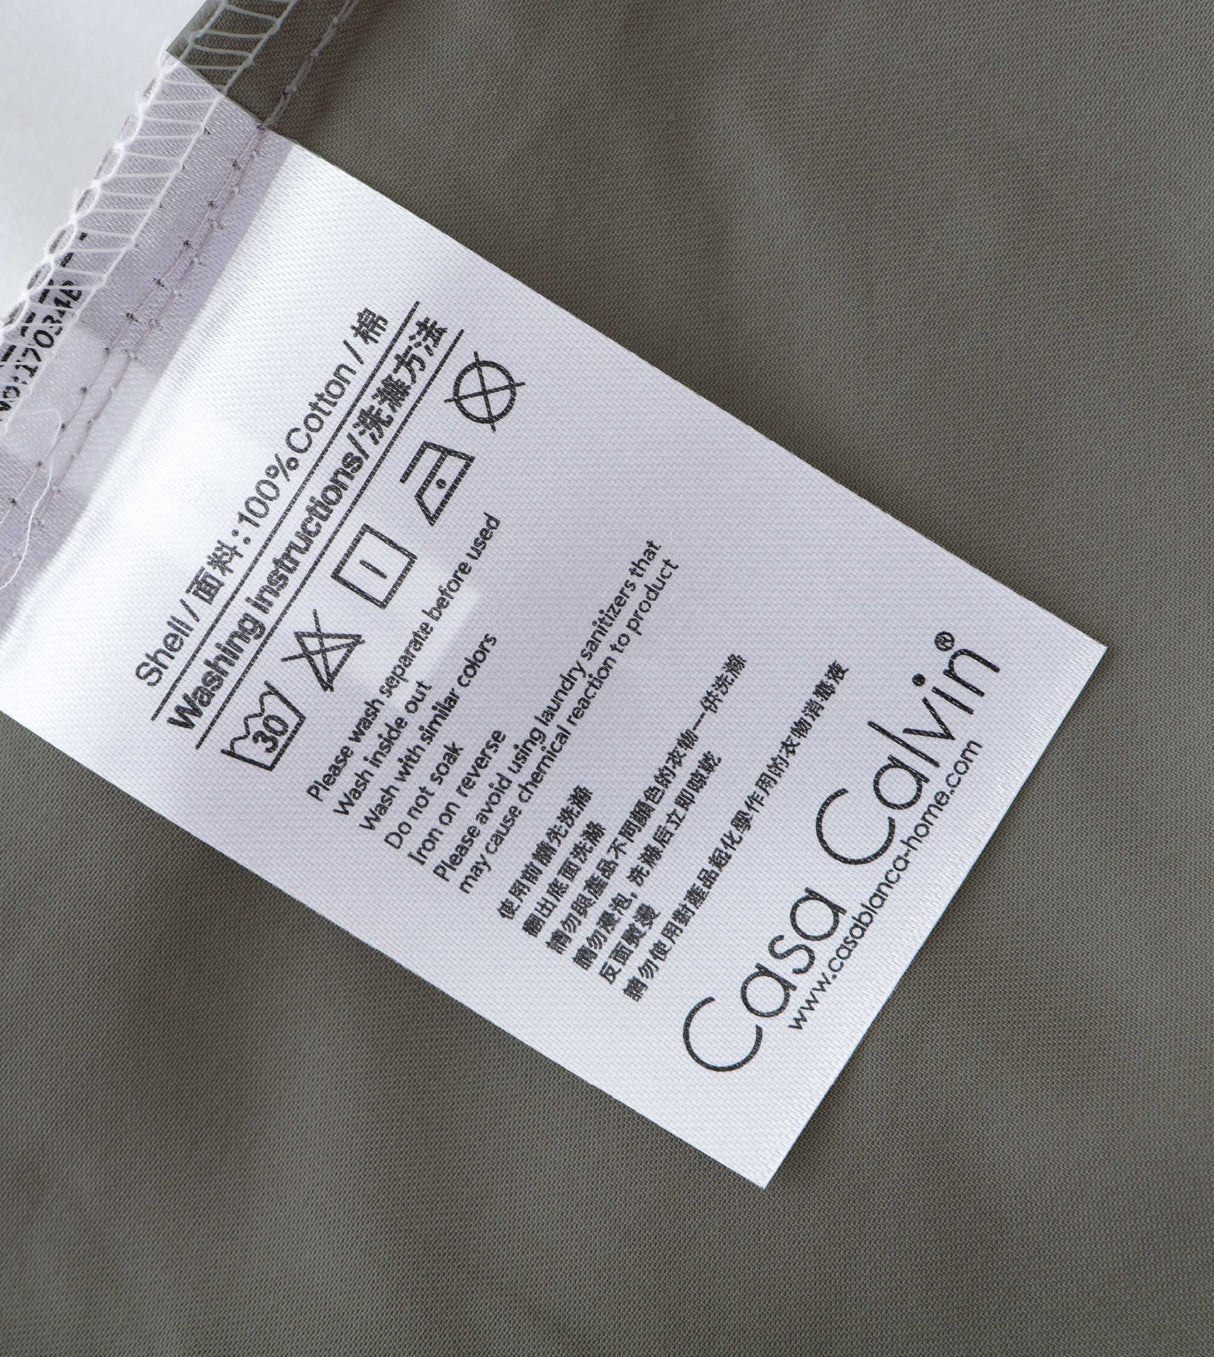 Shell/面料:100%Cotton/棉
Washing instructions/洗滌方法
30
Please wash separate before used
Wash inside out
Wash with similar colors
Do not soak
Iron on reverse
Please avoid using laundry sanitizers that
may cause chemical reaction to product
使用前請先洗滌
翻出底面洗滌
請勿與產品不同顏色的衣物一併洗滌
請勿浸泡, 洗滌后立即晾乾
反面熨燙
請勿使用對產品起化學作用的衣物消毒液
Casa Calvin®
www.casablanca-home.com